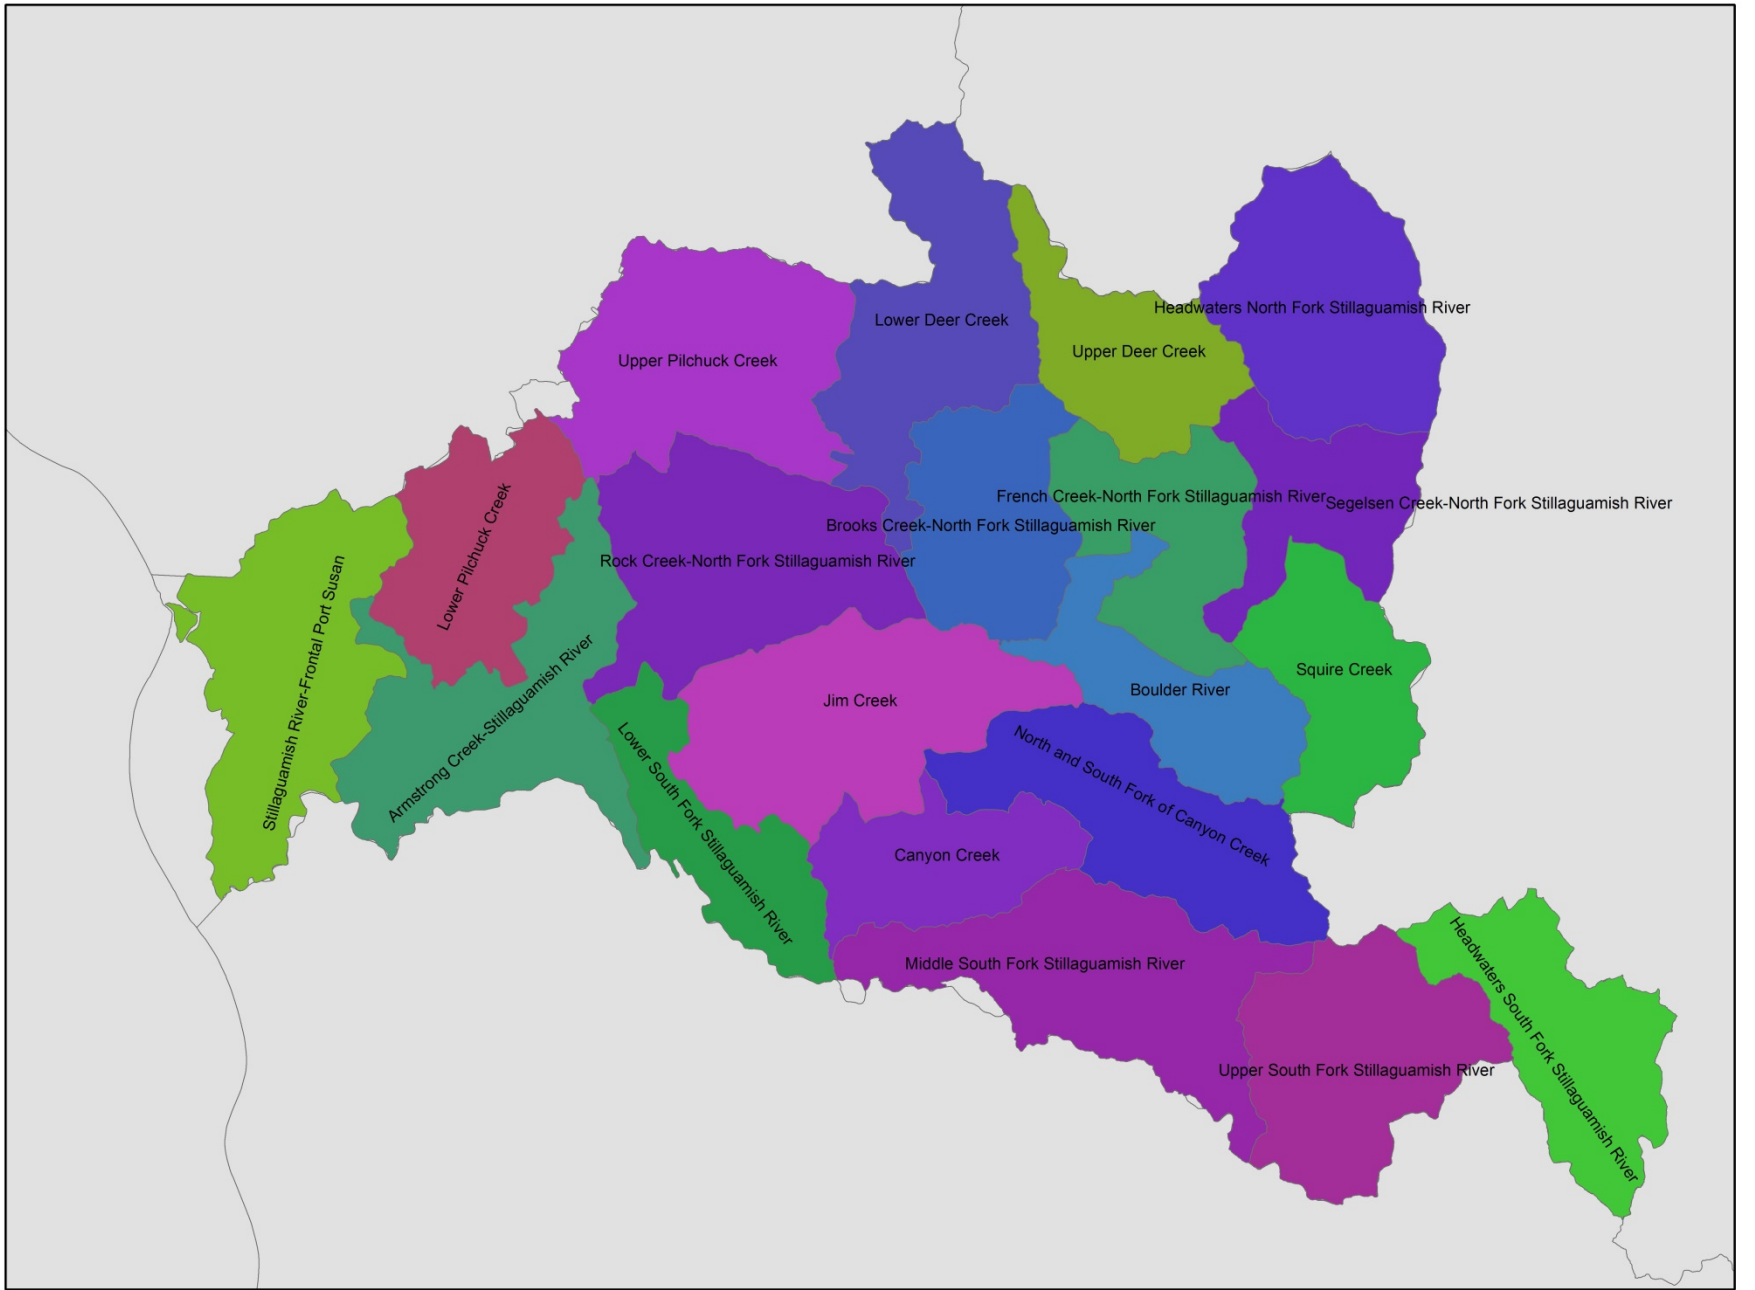 Headwaters North Fork Stillaguamish River
Lower Deer Creek
Upper Deer Creek
Upper Pilchuck Creek
French Creek-North Fork Stillaguamish River
Segelsen Creek-North Fork Stillaguamish River
Brooks Creek-North Fork Stillaguamish River
Lower Pilchuck Creek
Rock Creek-North Fork Stillaguamish River
Stillaguamish River-Frontal Port Susan
Armstrong Creek-Stillaguamish River
Squire Creek
Boulder River
Jim Creek
Lower South Fork Stillaguamish River
North and South Fork of Canyon Creek
Canyon Creek
Middle South Fork Stillaguamish River
Headwaters South Fork Stillaguamish River
Upper South Fork Stillaguamish River